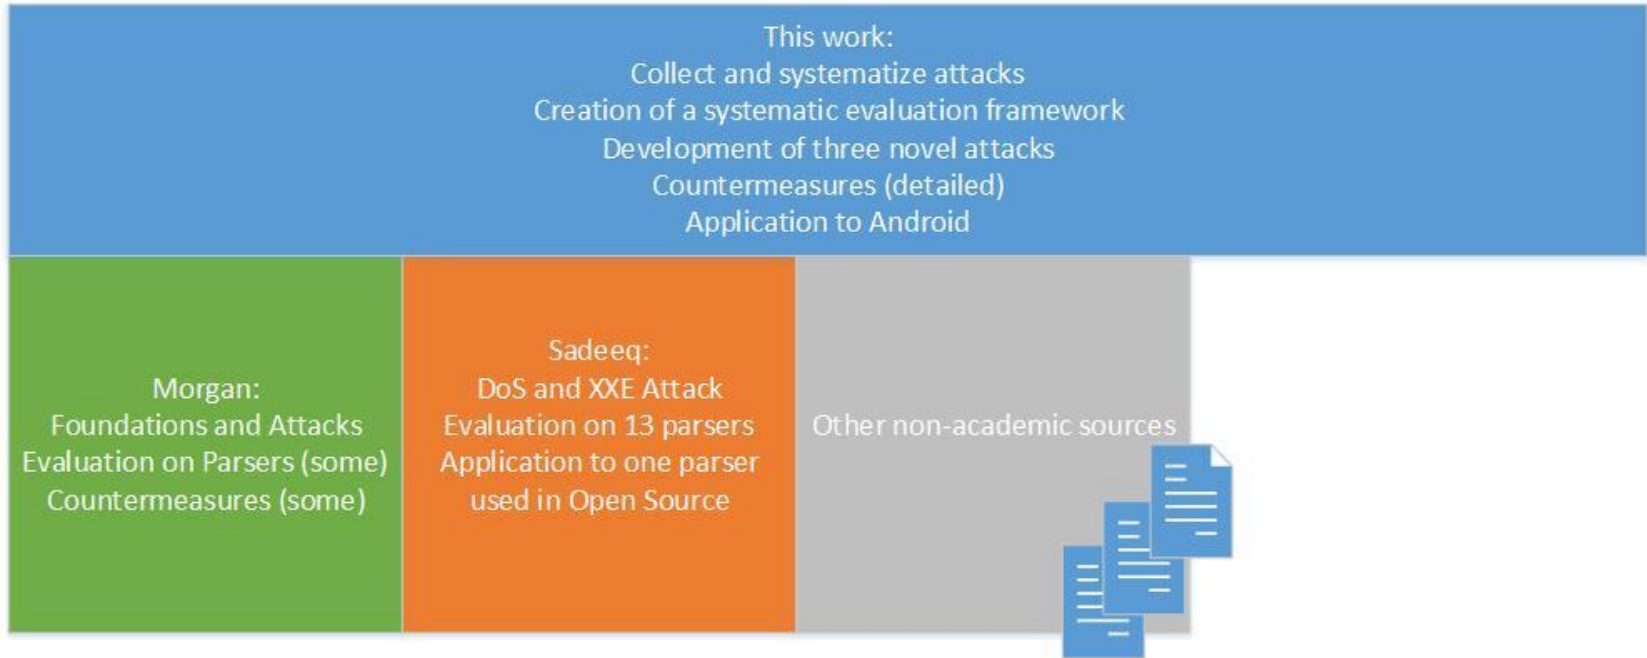 This work:
Collect and systematize attacks
Creation of a systematic evaluation framework
Development of three novel attacks
Countermeasures (detailed)
Application to Android
Morgan:
Foundations and Attacks
Evaluation on Parsers (some)
Countermeasures (some)
Sadeeq:
DoS and XXE Attack
Evaluation on 13 parsers
Application to one parser
used in Open Source
Other non-academic sources